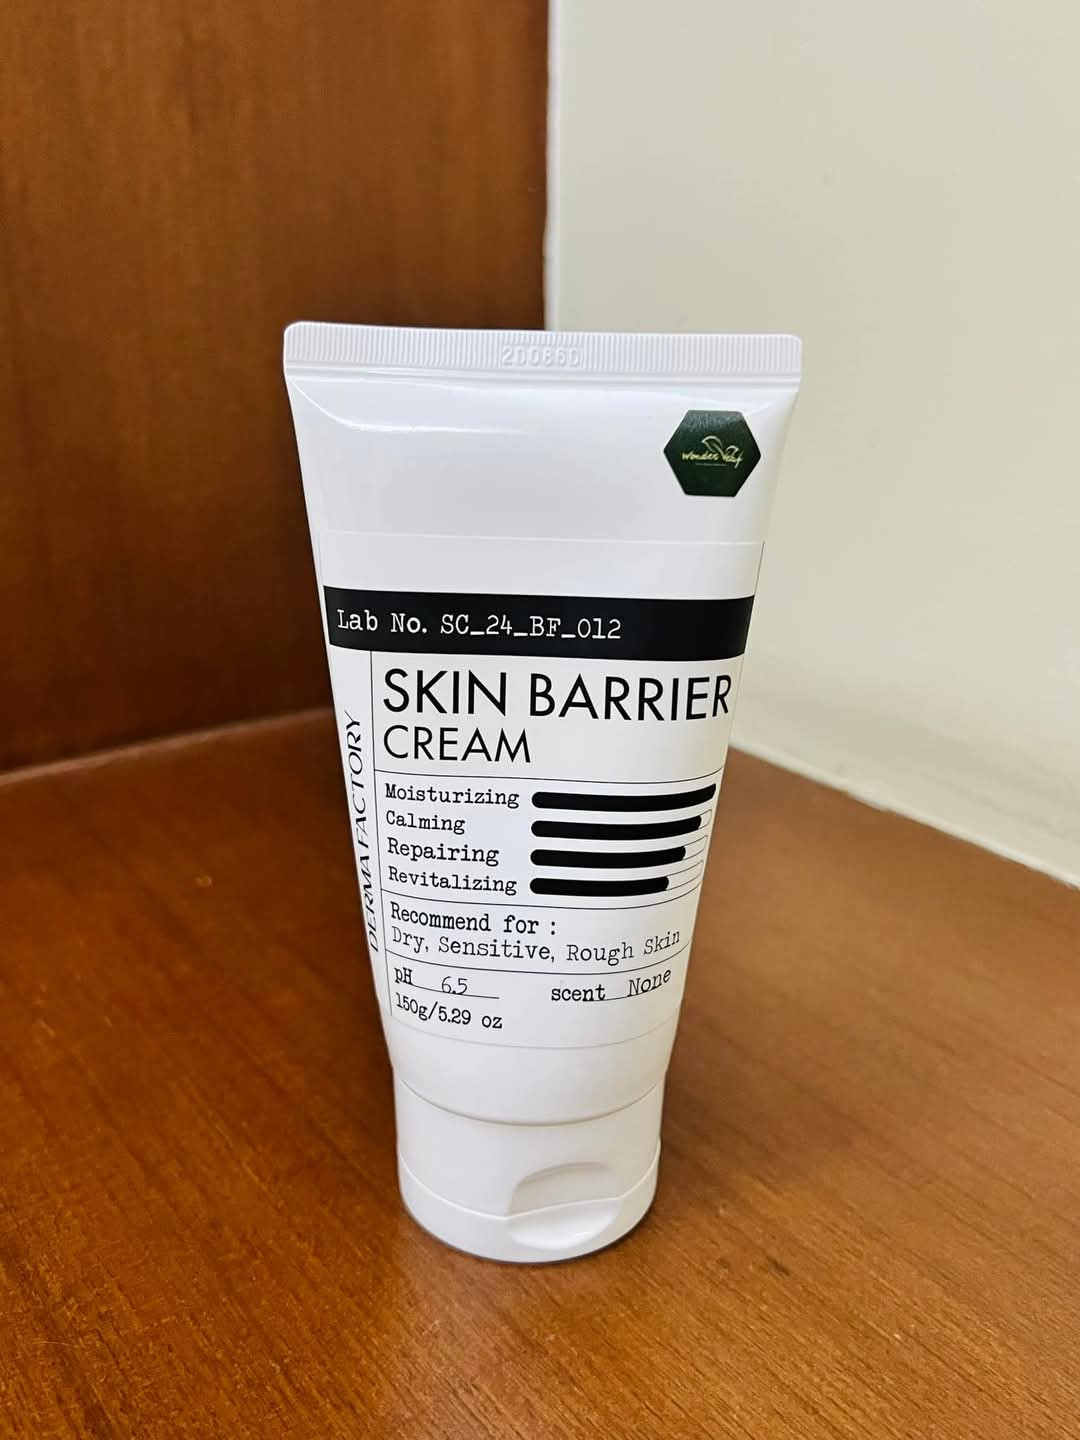 2D086D
Lab No. SC_24_BF_012
SKIN BARRIER
CREAM
DERMA FACTORY
Moisturizing
Calming
Repairing
Revitalizing
Recommend for :
Dry, Sensitive, Rough Skin
pH 6.5 scent None
150g/5.29 oz